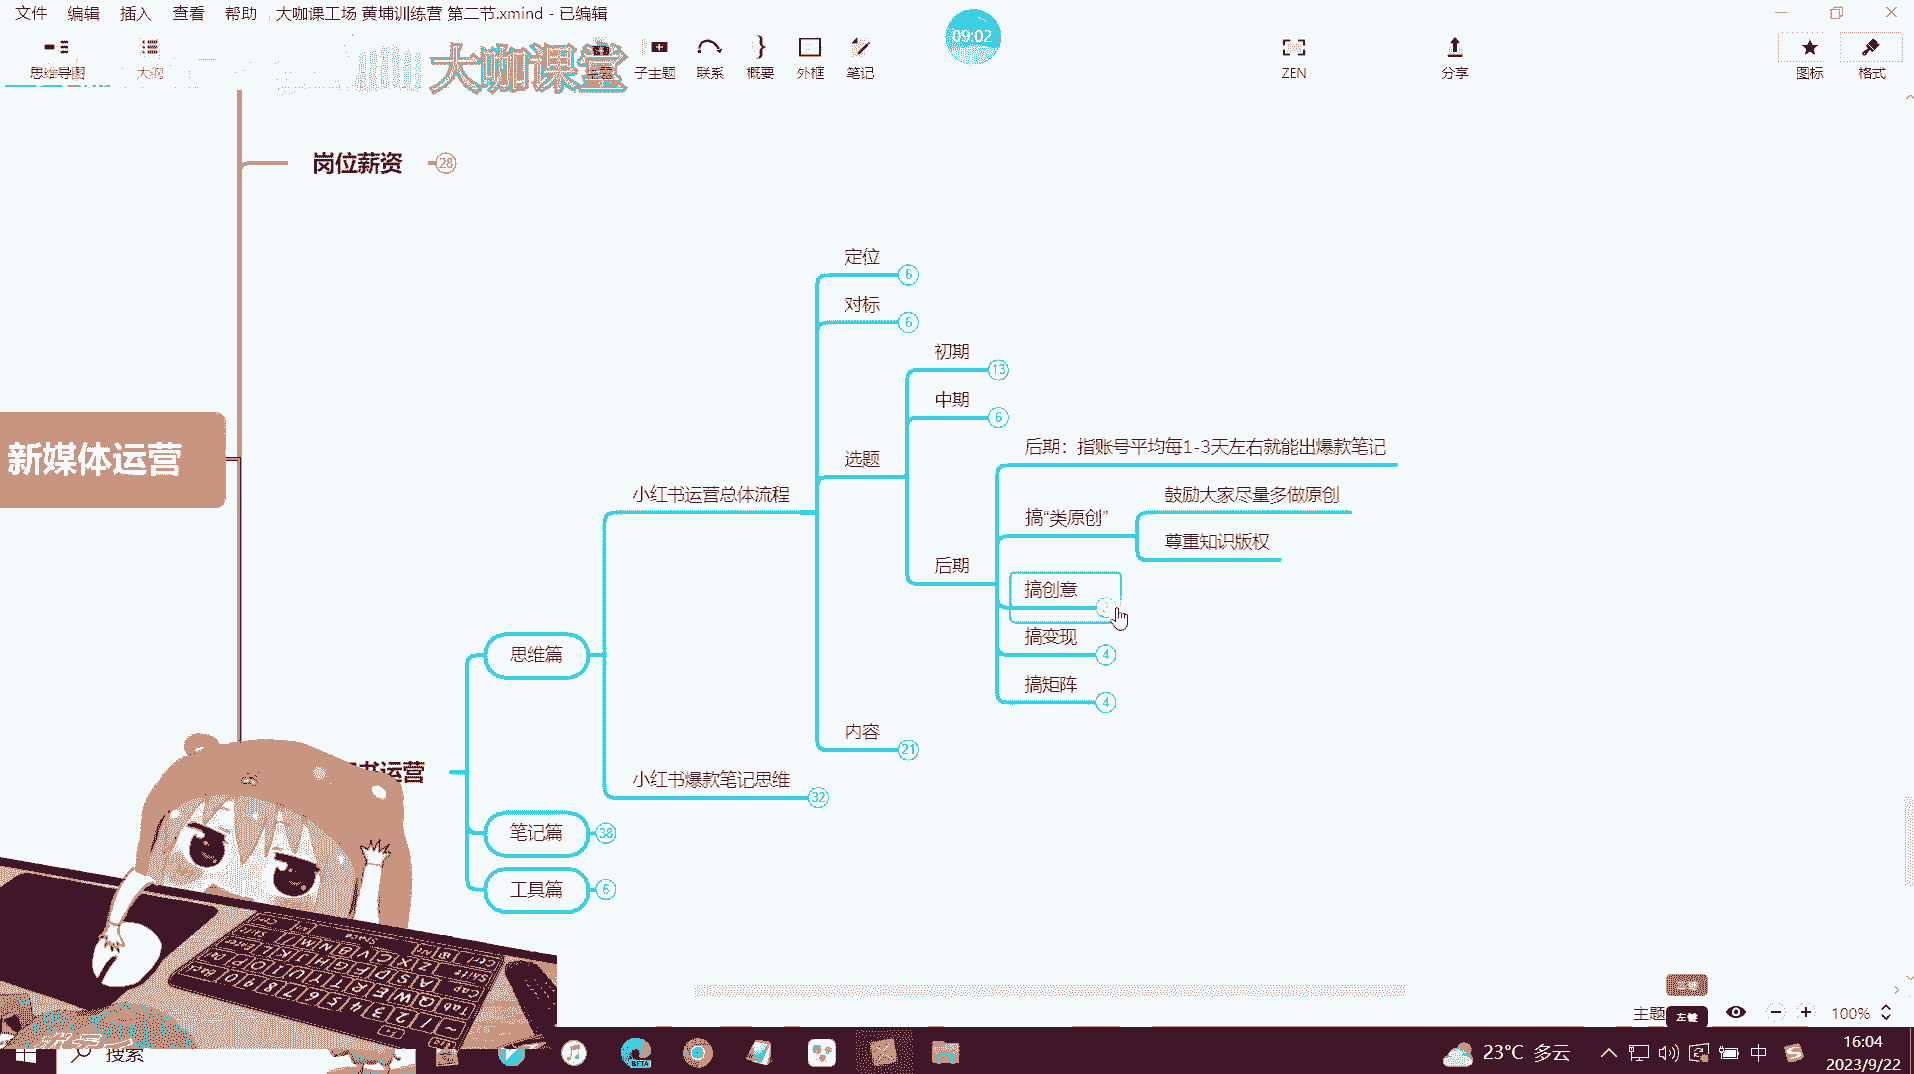 文件 编辑 插入 查看 帮助 大咖课工场 黄埔训练营 第二节.xmind - 已编辑
09:02
思维导图 大纲 大咖课堂 子主题 联系 概要 外框 笔记 ZEN 分享 图标 格式
岗位薪资 28
定位 6
对标 6
初期 13
中期 6
后期：指账号平均每1-3天左右就能出爆款笔记
选题
新媒体运营
小红书运营总体流程
鼓励大家尽量多做原创
搞“类原创”
尊重知识版权
后期
搞创意
搞变现 4
思维篇
搞矩阵 4
内容 21
书运营
小红书爆款笔记思维 32
笔记篇 38
工具篇 6
主题
左键
100%
搜索
BETA
23°C 多云
中
16:04
2023/9/22